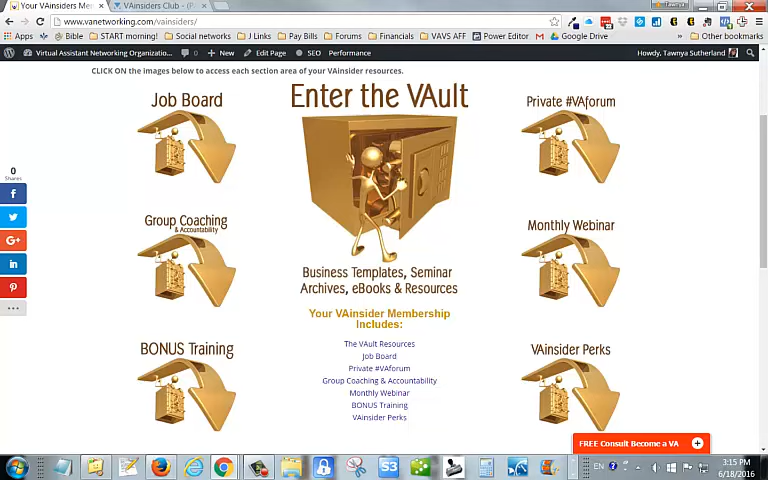 Your VAinsiders Mem
VAinsiders Club - (P
Tawnya
www.vanetworking.com/vainsiders/
Apps
Bible
START morning!
Social networks
J Links
Pay Bills
Forums
Financials
VAVS AFF
Power Editor
Google Drive
Other bookmarks
Virtual Assistant Networking Organizatio...
New
Edit Page
SEO
Performance
Howdy, Tawnya Sutherland
CLICK ON the images below to access each section area of your VAinsider resources.
Job Board
Enter the VAult
Private #VAforum
0
Shares
Group Coaching
& Accountability
Monthly Webinar
Business Templates, Seminar
Archives, eBooks & Resources
Your VAinsider Membership
Includes:
The VAult Resources
Job Board
Private #VAforum
Group Coaching & Accountability
Monthly Webinar
BONUS Training
VAinsider Perks
BONUS Training
VAinsider Perks
FREE Consult Become a VA
EN
3:15 PM
6/18/2016